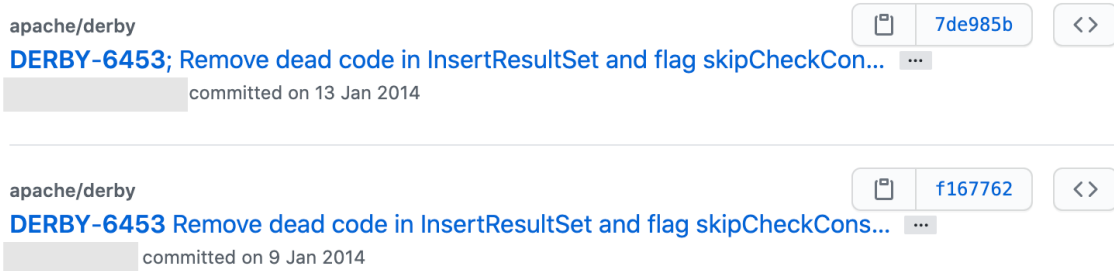 apache/derby
7de985b
<>
DERBY-6453; Remove dead code in InsertResultSet and flag skipCheckCon... ...
committed on 13 Jan 2014
apache/derby
f167762
<>
DERBY-6453 Remove dead code in InsertResultSet and flag skipCheckCons... ...
committed on 9 Jan 2014